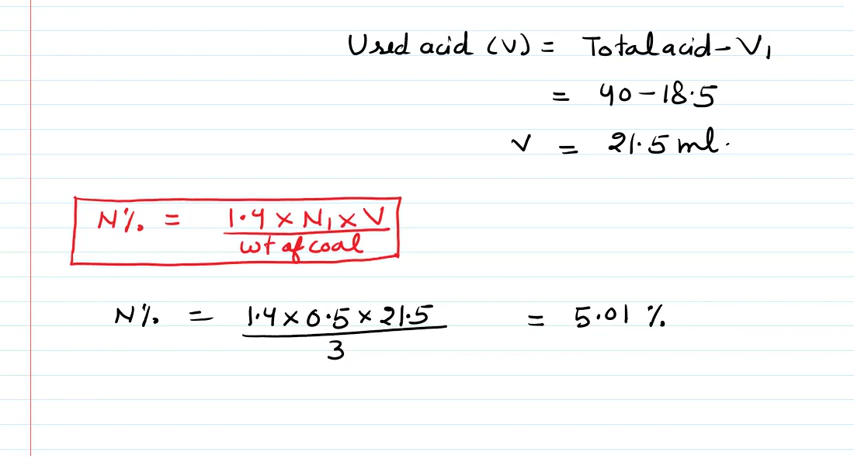 Used acid (V) = Total acid - V₁
= 40 - 18.5
V = 21.5 ml.
N% = 1.4 × N₁ × V
wt of coal
N% = 1.4 × 0.5 × 21.5 = 5.01 %
3